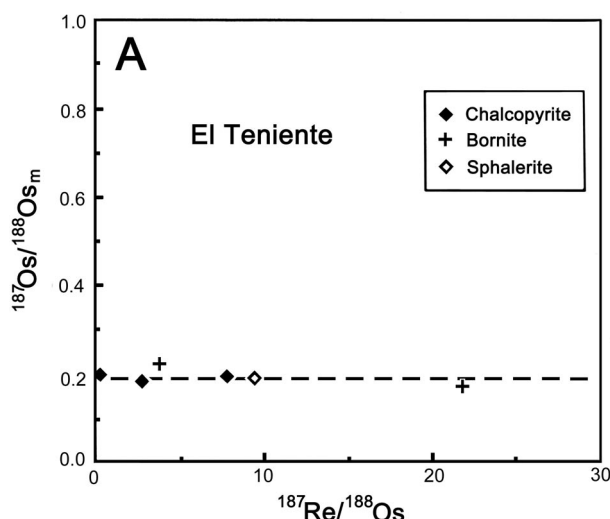 A
El Teniente
Chalcopyrite
Bornite
Sphalerite
1.0
0.8
0.6
0.4
0.2
0.0
0
10
20
30
¹⁸⁷Os/¹⁸⁸Osₘ
¹⁸⁷Re/¹⁸⁸Os